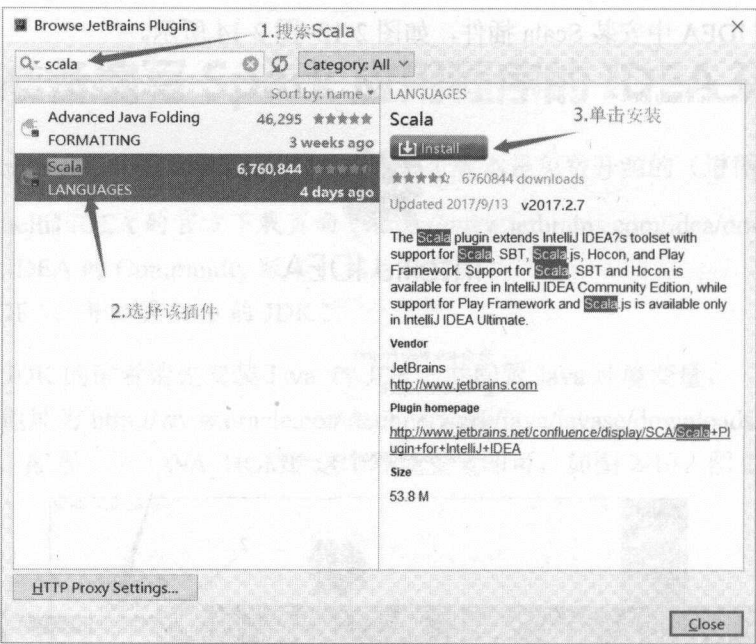 Browse JetBrains Plugins
1.搜索Scala
scala
Category: All
Sort by: name
Advanced Java Folding 46,295
FORMATTING 3 weeks ago
Scala 6,760,844
LANGUAGES 4 days ago
2.选择该插件
LANGUAGES
Scala
3.单击安装
Install
6760844 downloads
Updated 2017/9/13 v2017.2.7
The Scala plugin extends IntelliJ IDEA?s toolset with
support for Scala, SBT, Scala.js, Hocon, and Play
Framework. Support for Scala, SBT and Hocon is
available for free in IntelliJ IDEA Community Edition, while
support for Play Framework and Scala.js is available only
in IntelliJ IDEA Ultimate.
Vendor
JetBrains
http://www.jetbrains.com
Plugin homepage
http://www.jetbrains.net/confluence/display/SCA/Scala+Pl
ugin+for+IntelliJ+IDEA
Size
53.8 M
HTTP Proxy Settings...
Close